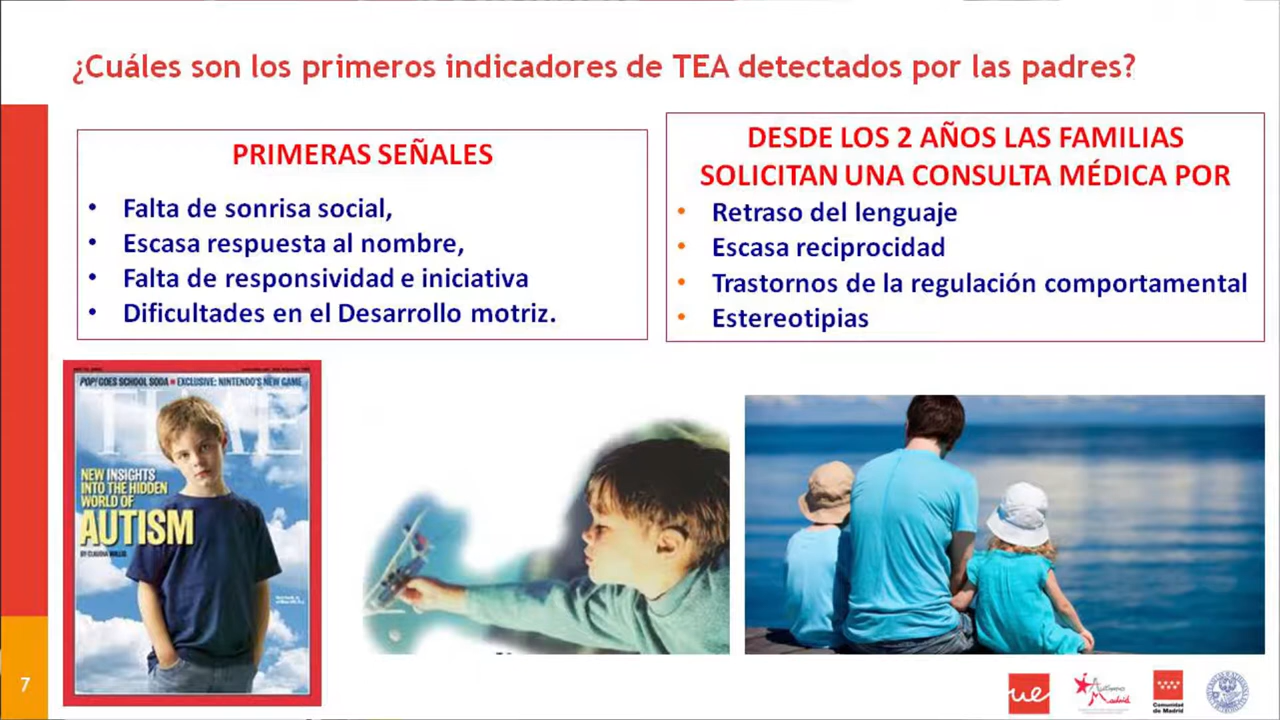 ¿Cuáles son los primeros indicadores de TEA detectados por las padres?
PRIMERAS SEÑALES
• Falta de sonrisa social,
• Escasa respuesta al nombre,
• Falta de responsividad e iniciativa
• Dificultades en el Desarrollo motriz.
DESDE LOS 2 AÑOS LAS FAMILIAS
SOLICITAN UNA CONSULTA MÉDICA POR
• Retraso del lenguaje
• Escasa reciprocidad
• Trastornos de la regulación comportamental
• Estereotipias
POP! GOES SCHOOL SODA ■ EXCLUSIVE: NINTENDO'S NEW GAME
TIME
NEW INSIGHTS
INTO THE HIDDEN
WORLD OF
AUTISM
BY CLAUDIA WALLIS
7
ue
Autismo
Madrid
Comunidad
de Madrid